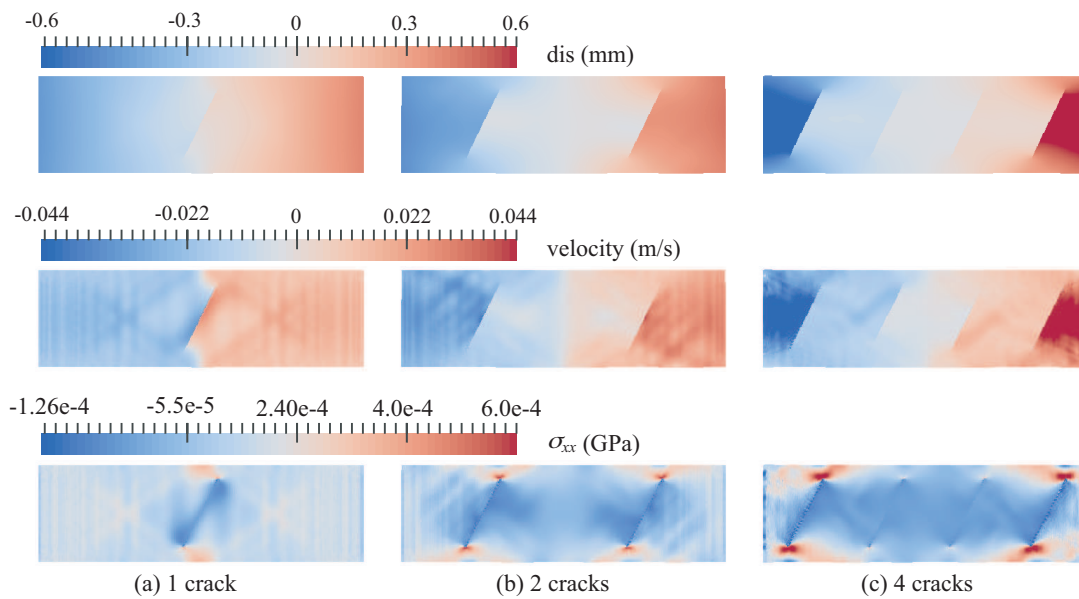 -0.6 -0.3 0 0.3 0.6
dis (mm)
-0.044 -0.022 0 0.022 0.044
velocity (m/s)
-1.26e-4 -5.5e-5 2.40e-4 4.0e-4 6.0e-4
σxx (GPa)
(a) 1 crack (b) 2 cracks (c) 4 cracks